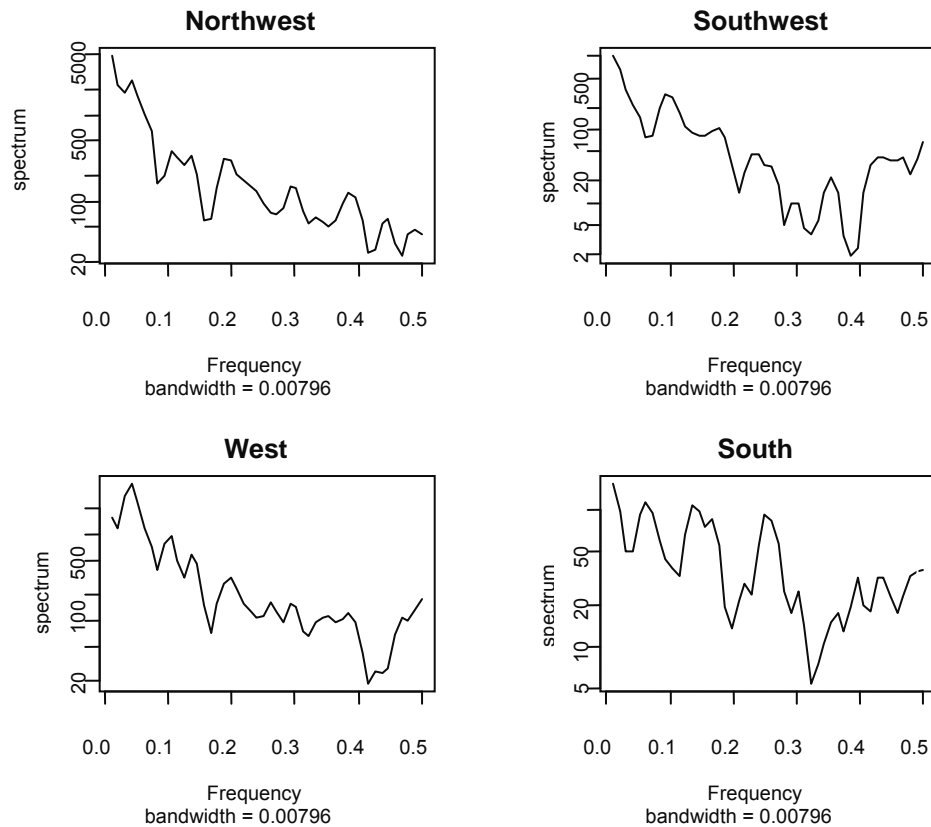 Northwest
spectrum
5000
500
100
20
0.0 0.1 0.2 0.3 0.4 0.5
Frequency
bandwidth = 0.00796
Southwest
spectrum
500
100
20
5
2
0.0 0.1 0.2 0.3 0.4 0.5
Frequency
bandwidth = 0.00796
West
spectrum
500
100
20
0.0 0.1 0.2 0.3 0.4 0.5
Frequency
bandwidth = 0.00796
South
spectrum
50
20
10
5
0.0 0.1 0.2 0.3 0.4 0.5
Frequency
bandwidth = 0.00796